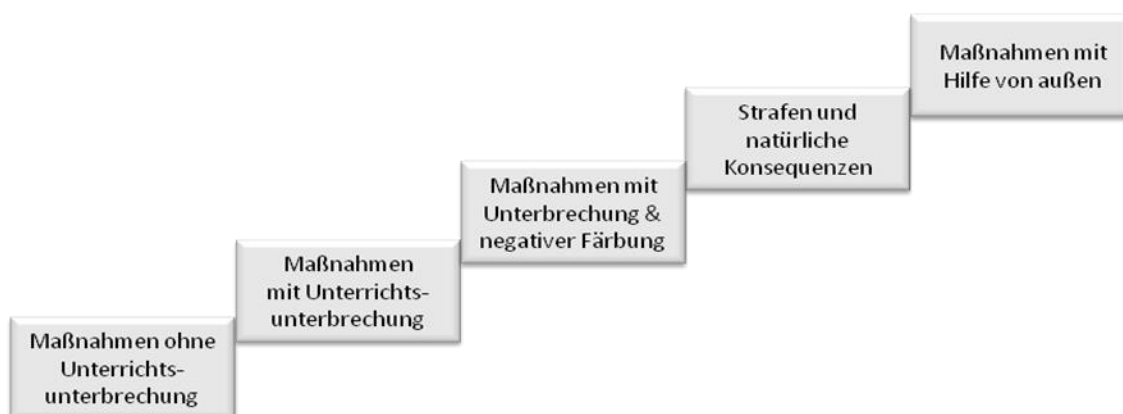 Maßnahmen mit
Hilfe von außen
Strafen und
natürliche
Konsequenzen
Maßnahmen mit
Unterbrechung &
negativer Färbung
Maßnahmen
mit Unterrichts-
unterbrechung
Maßnahmen ohne
Unterrichts-
unterbrechung